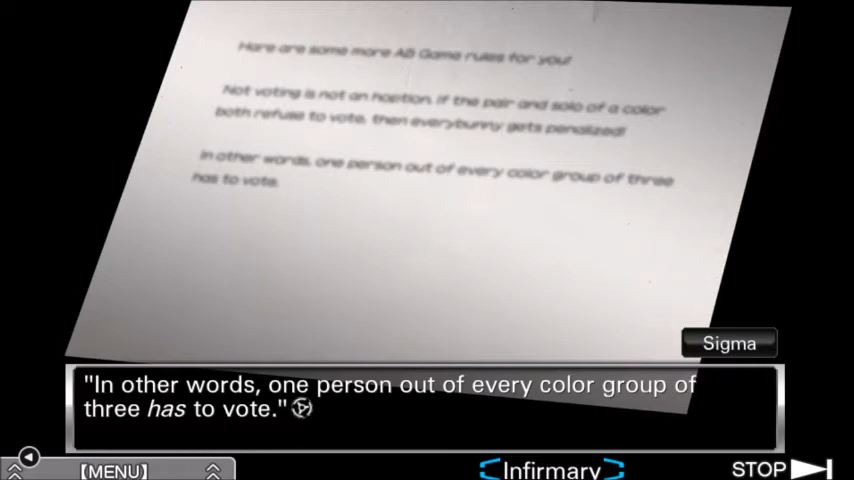 Here are some more AB Game rules for you!
Not voting is not an hoption. If the pair and solo of a color
both refuse to vote, then everybunny gets penalized!
In other words, one person out of every color group of three
has to vote.
Sigma
"In other words, one person out of every color group of
three has to vote."
[MENU]
Infirmary
STOP